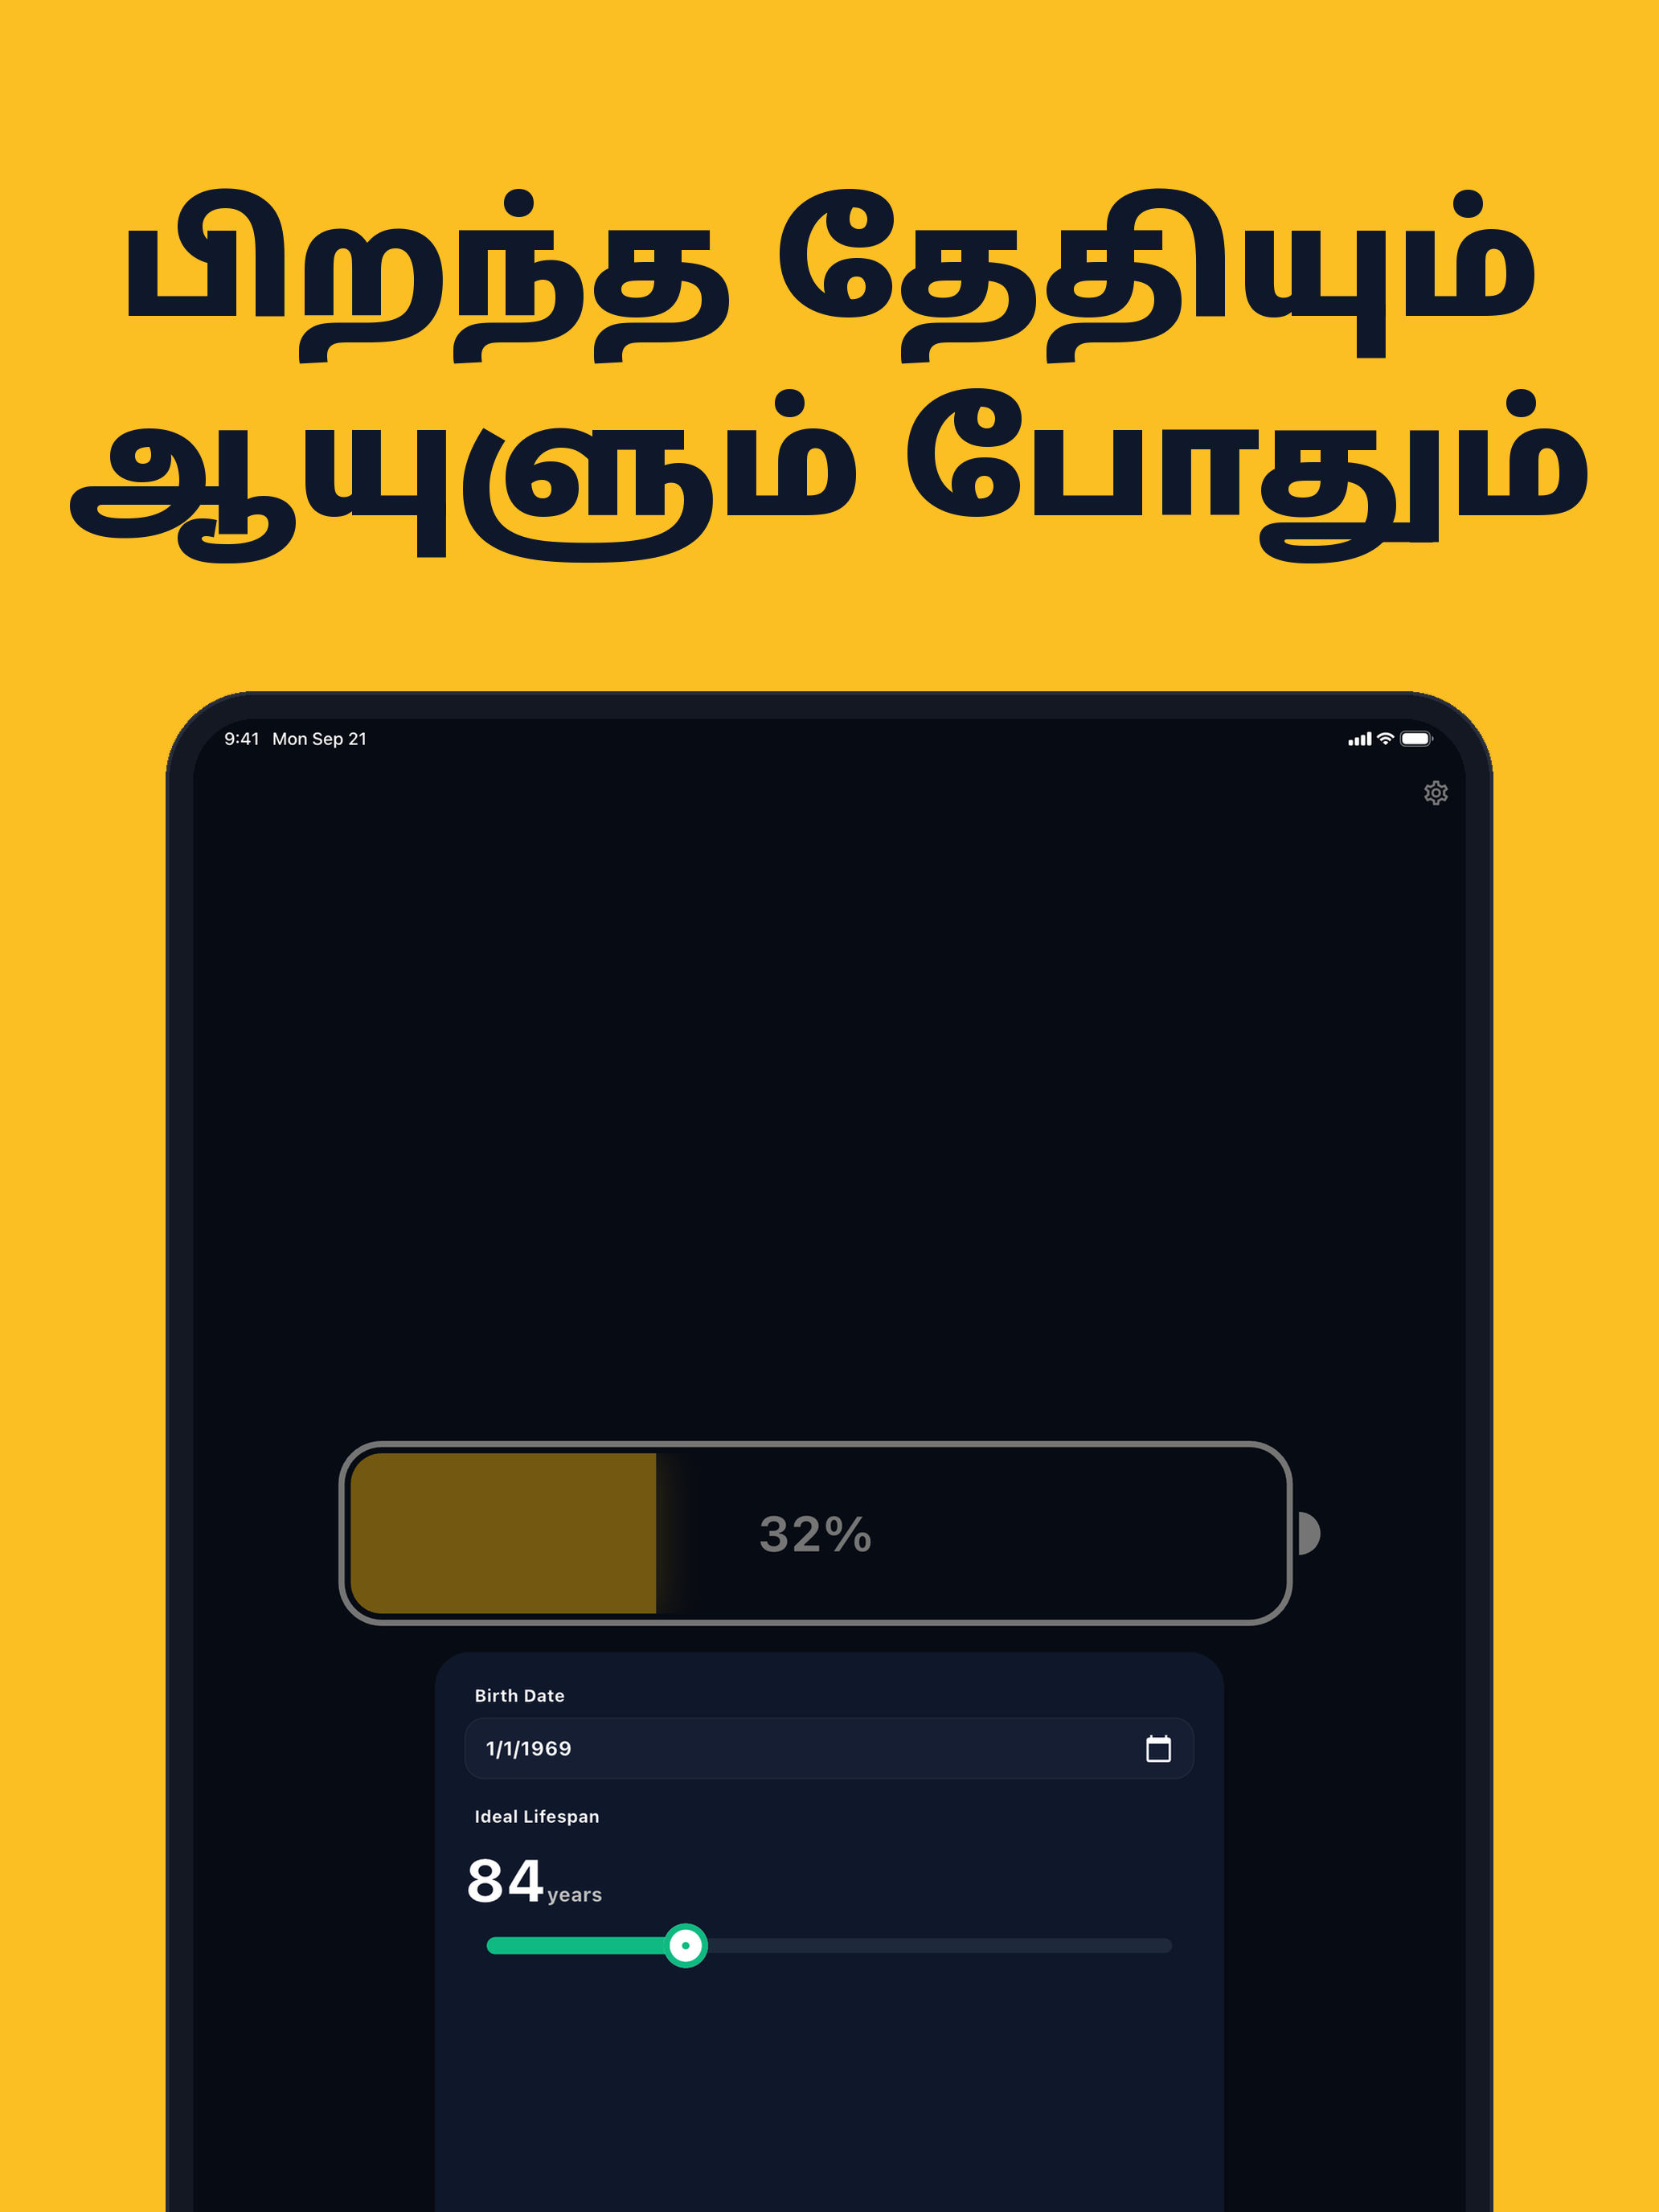 பிறந்த தேதியும்
ஆயுளும் போதும்
9:41 Mon Sep 21
32%
Birth Date
1/1/1969
Ideal Lifespan
84 years